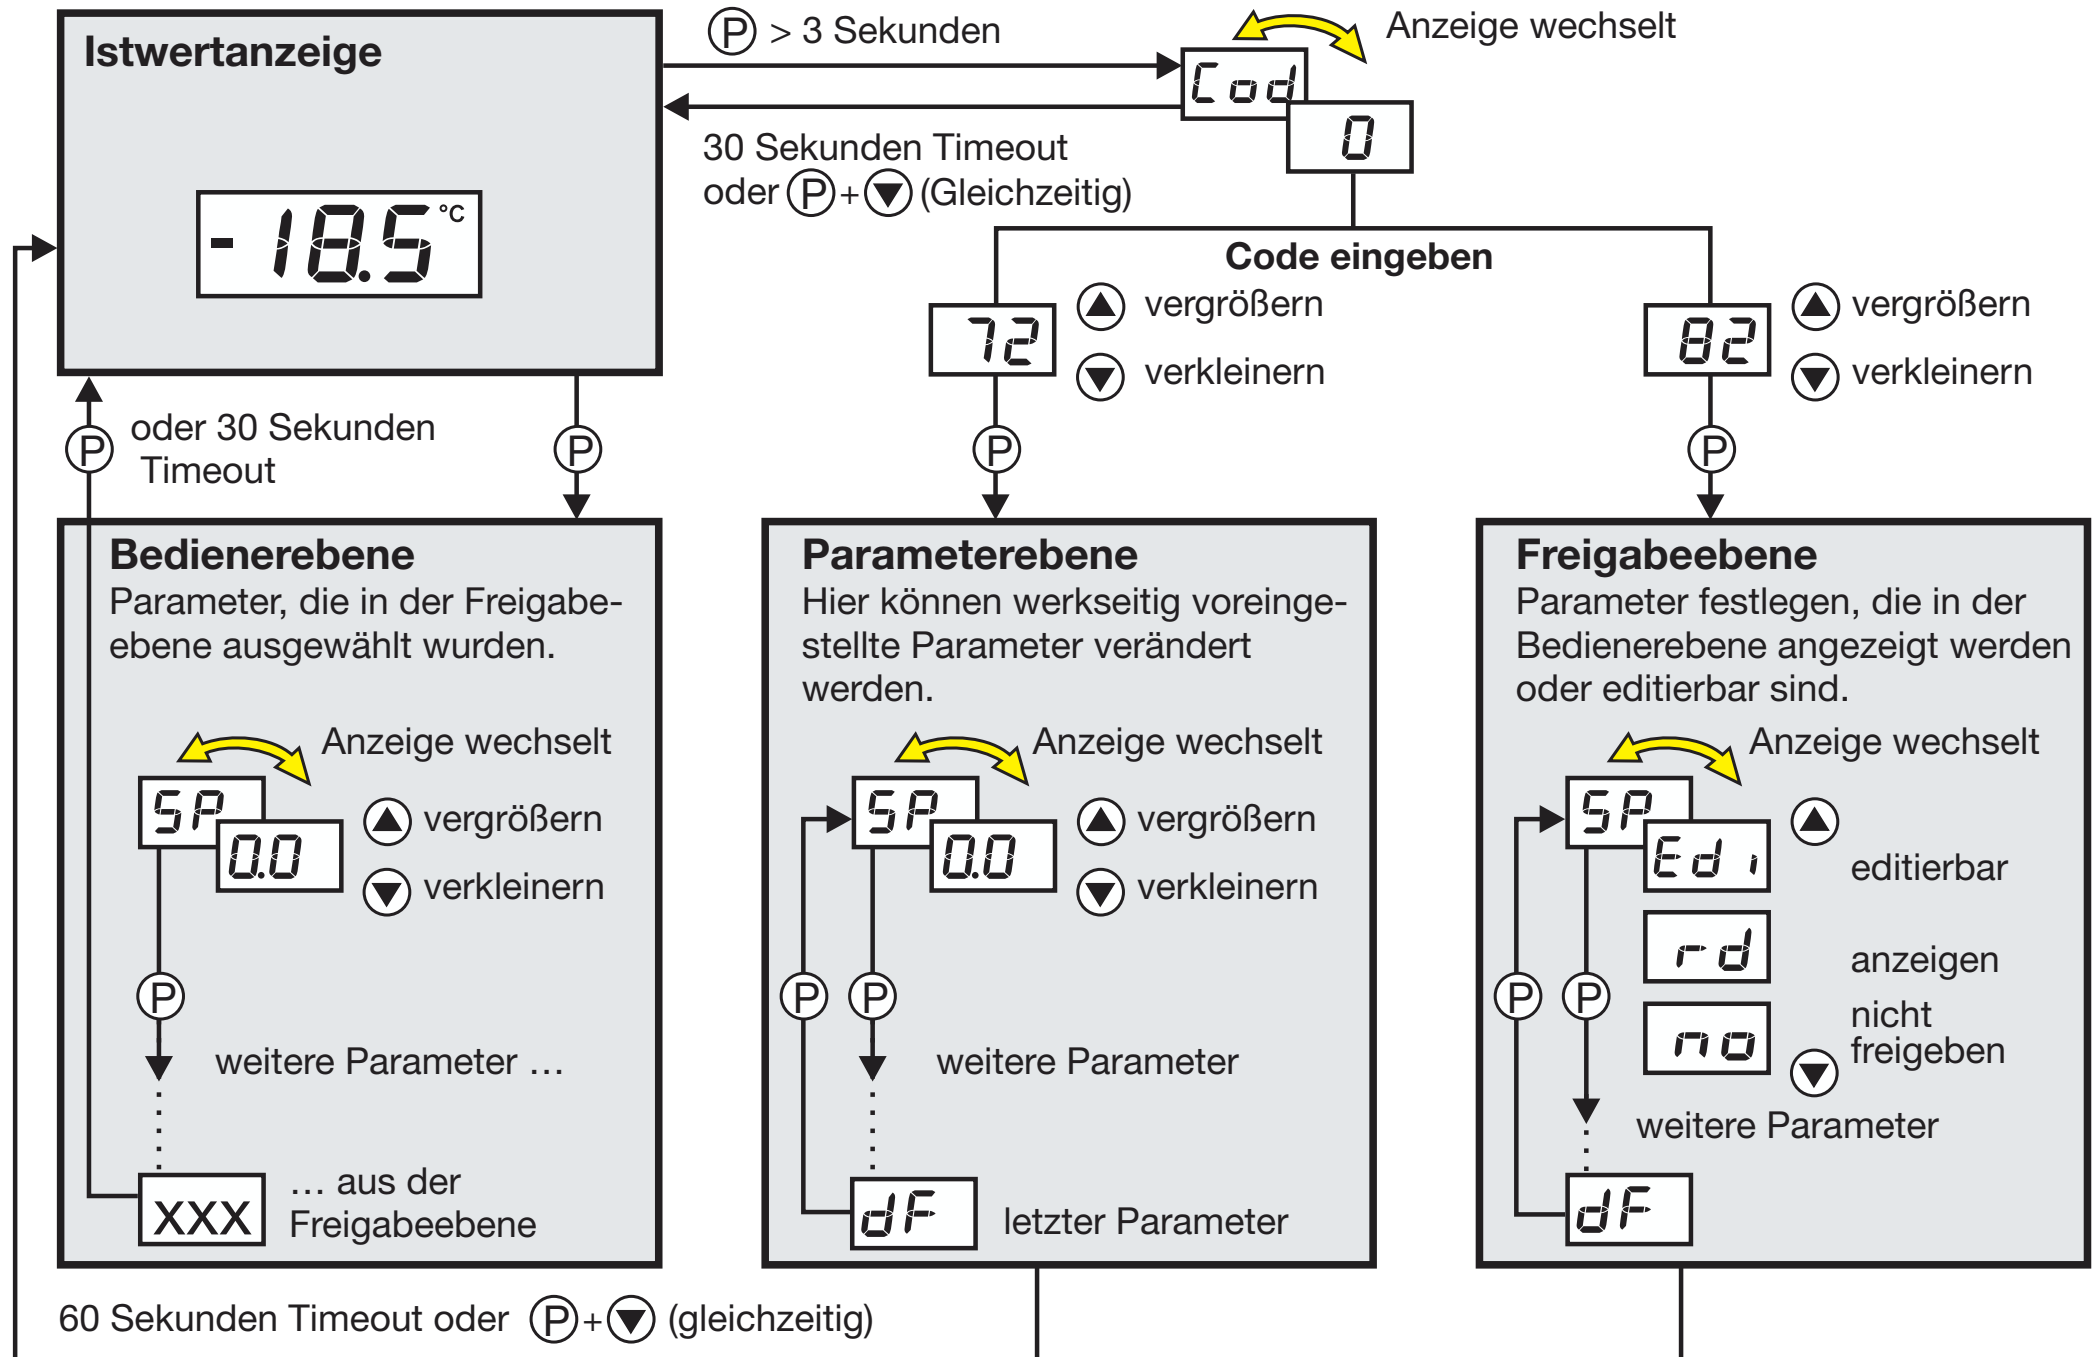 Istwertanzeige
-18.5 °C
P > 3 Sekunden
Anzeige wechselt
Cod
0
30 Sekunden Timeout
oder P+▼ (Gleichzeitig)
Code eingeben
72
▲ vergrößern
▼ verkleinern
82
▲ vergrößern
▼ verkleinern
P
oder 30 Sekunden
Timeout
P
P
P
Bedienerebene
Parameter, die in der Freigabe-
ebene ausgewählt wurden.
Anzeige wechselt
SP
0.0
▲ vergrößern
▼ verkleinern
P
weitere Parameter ...
xxx
... aus der
Freigabeebene
Parameterebene
Hier können werkseitig voreinge-
stellte Parameter verändert
werden.
Anzeige wechselt
SP
0.0
▲ vergrößern
▼ verkleinern
P
P
weitere Parameter
dF
letzter Parameter
Freigabeebene
Parameter festlegen, die in der
Bedienerebene angezeigt werden
oder editierbar sind.
Anzeige wechselt
SP
Edi
▲
editierbar
rd
anzeigen
no
nicht
freigeben
▼
P
P
weitere Parameter
dF
60 Sekunden Timeout oder P+▼ (gleichzeitig)